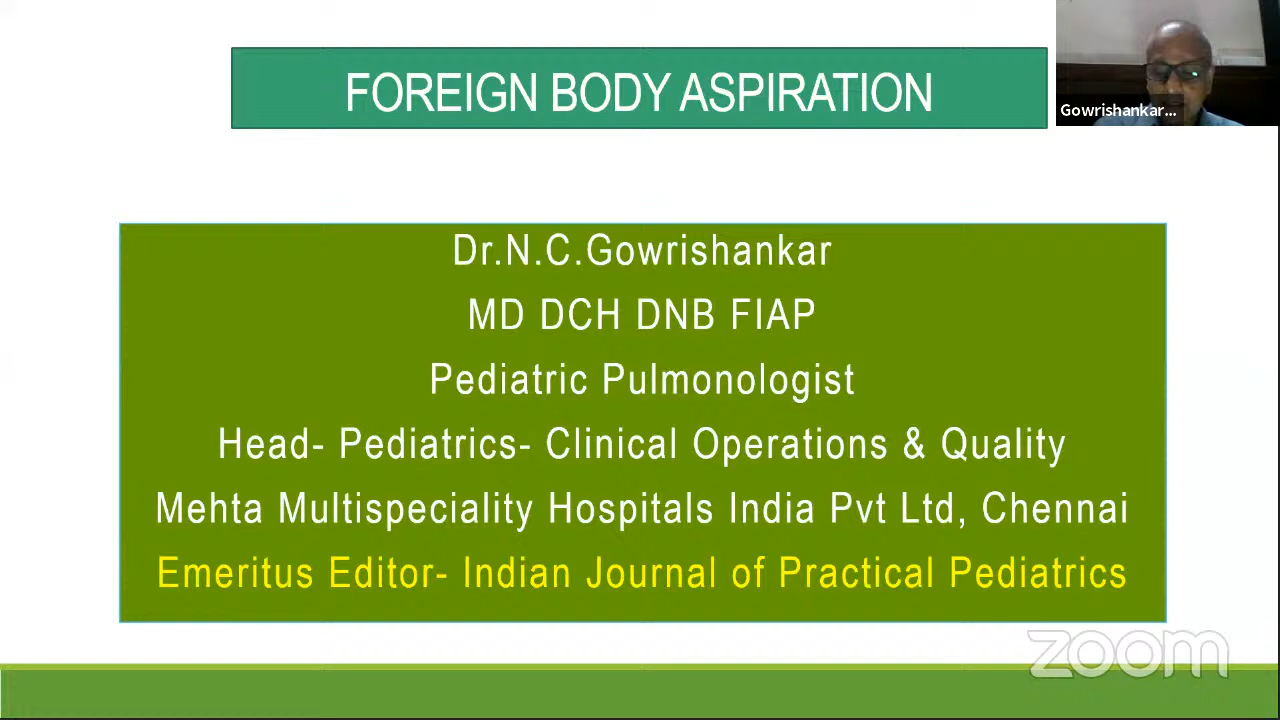 FOREIGN BODY ASPIRATION
Gowrishankar...
Dr.N.C.Gowrishankar
MD DCH DNB FIAP
Pediatric Pulmonologist
Head- Pediatrics- Clinical Operations & Quality
Mehta Multispeciality Hospitals India Pvt Ltd, Chennai
Emeritus Editor- Indian Journal of Practical Pediatrics
zoom